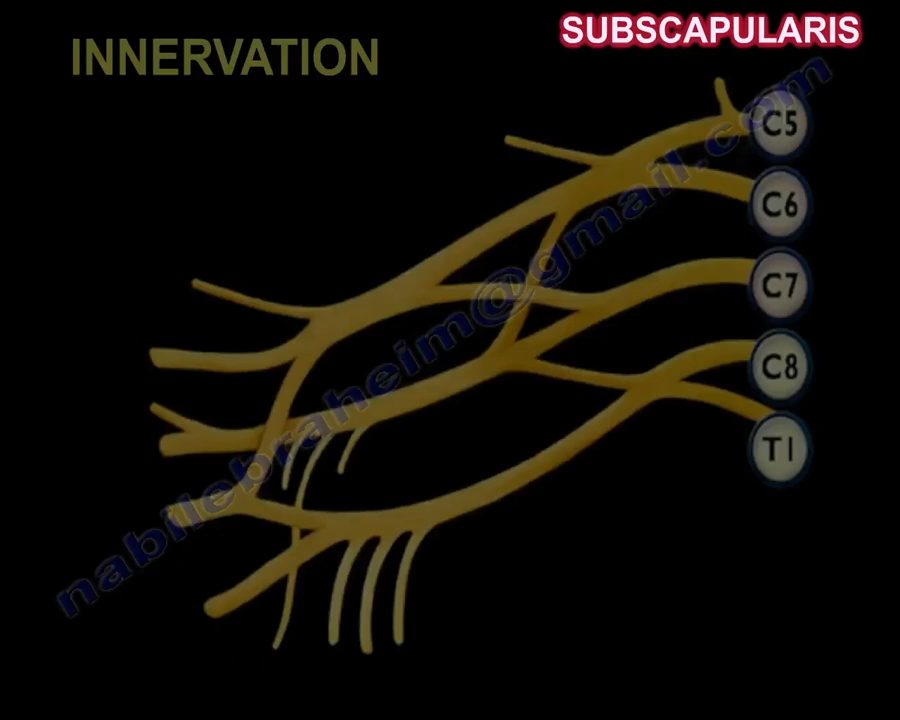 SUBSCAPULARIS
INNERVATION
C5
C6
C7
C8
T1
nabilebraheim@gmail.com